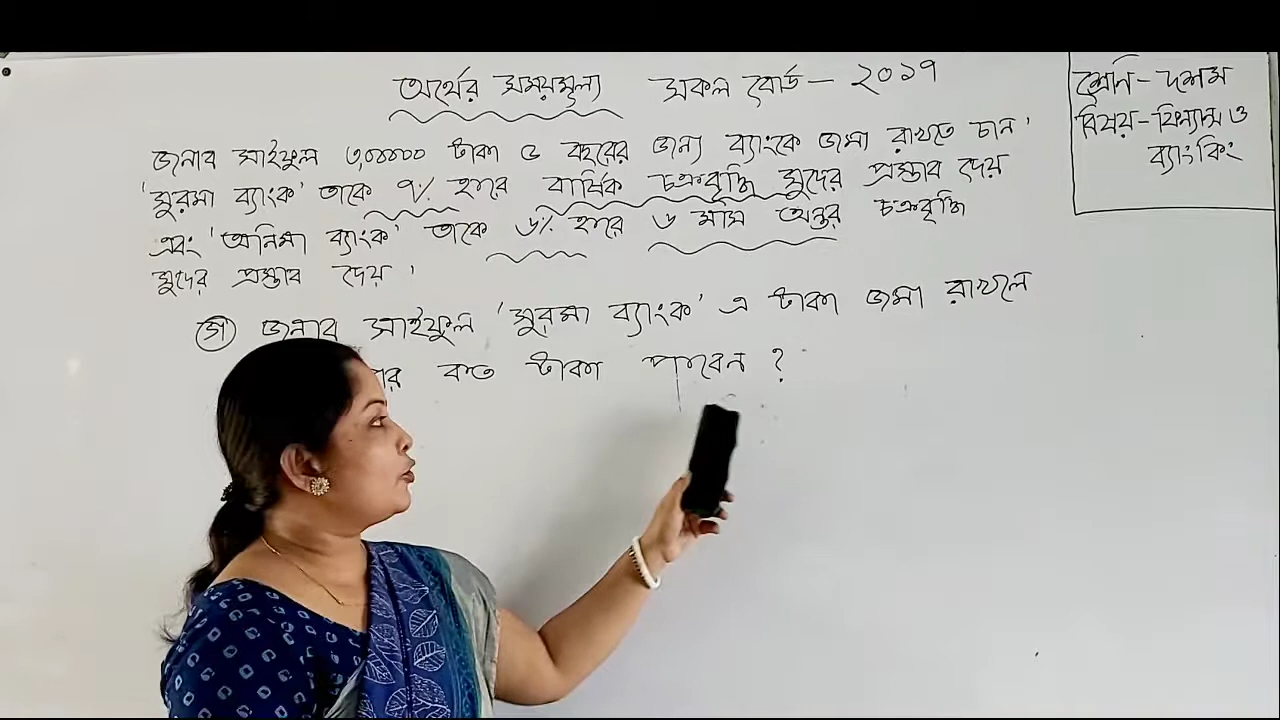 অর্থের সময়মূল্য সকল বোর্ড - ২০১৭
শ্রেনি - দশম
বিষয় - ফিন্যান্স ও
ব্যাংকিং
জনাব সাইফুল ৩,০০০০০ টাকা ৫ বছরের জন্য ব্যাংকে জমা রাখতে চান।
'সুরমা ব্যাংক' তাকে ৭% হারে বার্ষিক চক্রবৃদ্ধি সুদের প্রস্তাব দেয়
এবং 'অনিমা ব্যাংক' তাকে ৬% হারে ৬ মাস অন্তর চক্রবৃদ্ধি
সুদের প্রস্তাব দেয়।
গ জনাব সাইফুল 'সুরমা ব্যাংক' এ টাকা জমা রাখলে
কত টাকা পাবেন ?